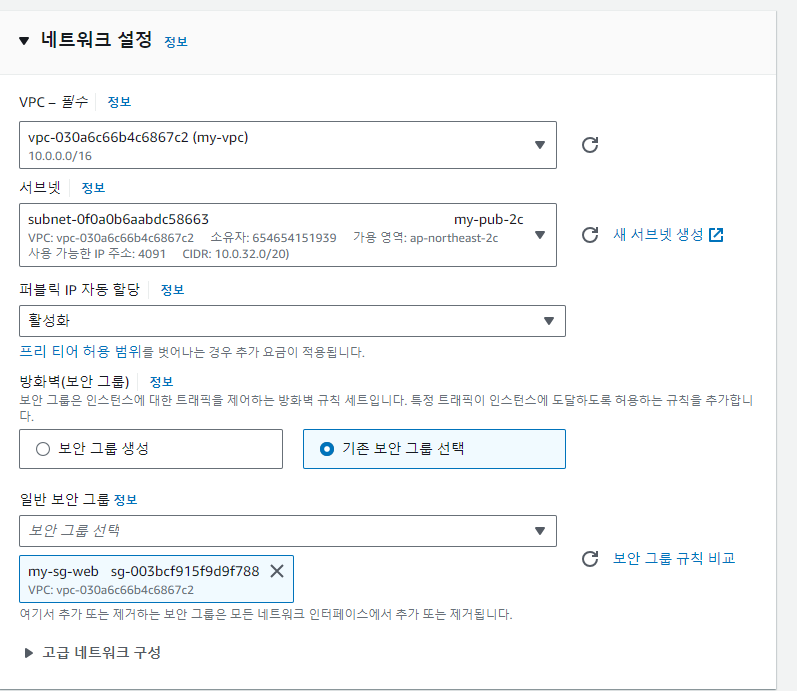 네트워크 설정 정보
VPC – 필수 정보
vpc-030a6c66b4c6867c2 (my-vpc)
10.0.0.0/16
서브넷 정보
subnet-0f0a0b6aabdc58663 my-pub-2c
VPC: vpc-030a6c66b4c6867c2 소유자: 654654151939 가용 영역: ap-northeast-2c
사용 가능한 IP 주소: 4091 CIDR: 10.0.32.0/20)
새 서브넷 생성
퍼블릭 IP 자동 할당 정보
활성화
프리 티어 허용 범위를 벗어나는 경우 추가 요금이 적용됩니다.
방화벽(보안 그룹) 정보
보안 그룹은 인스턴스에 대한 트래픽을 제어하는 방화벽 규칙 세트입니다. 특정 트래픽이 인스턴스에 도달하도록 허용하는 규칙을 추가합니
다.
보안 그룹 생성 기존 보안 그룹 선택
일반 보안 그룹 정보
보안 그룹 선택
보안 그룹 규칙 비교
my-sg-web sg-003bcf915f9d9f788
VPC: vpc-030a6c66b4c6867c2
여기서 추가 또는 제거하는 보안 그룹은 모든 네트워크 인터페이스에서 추가 또는 제거됩니다.
고급 네트워크 구성